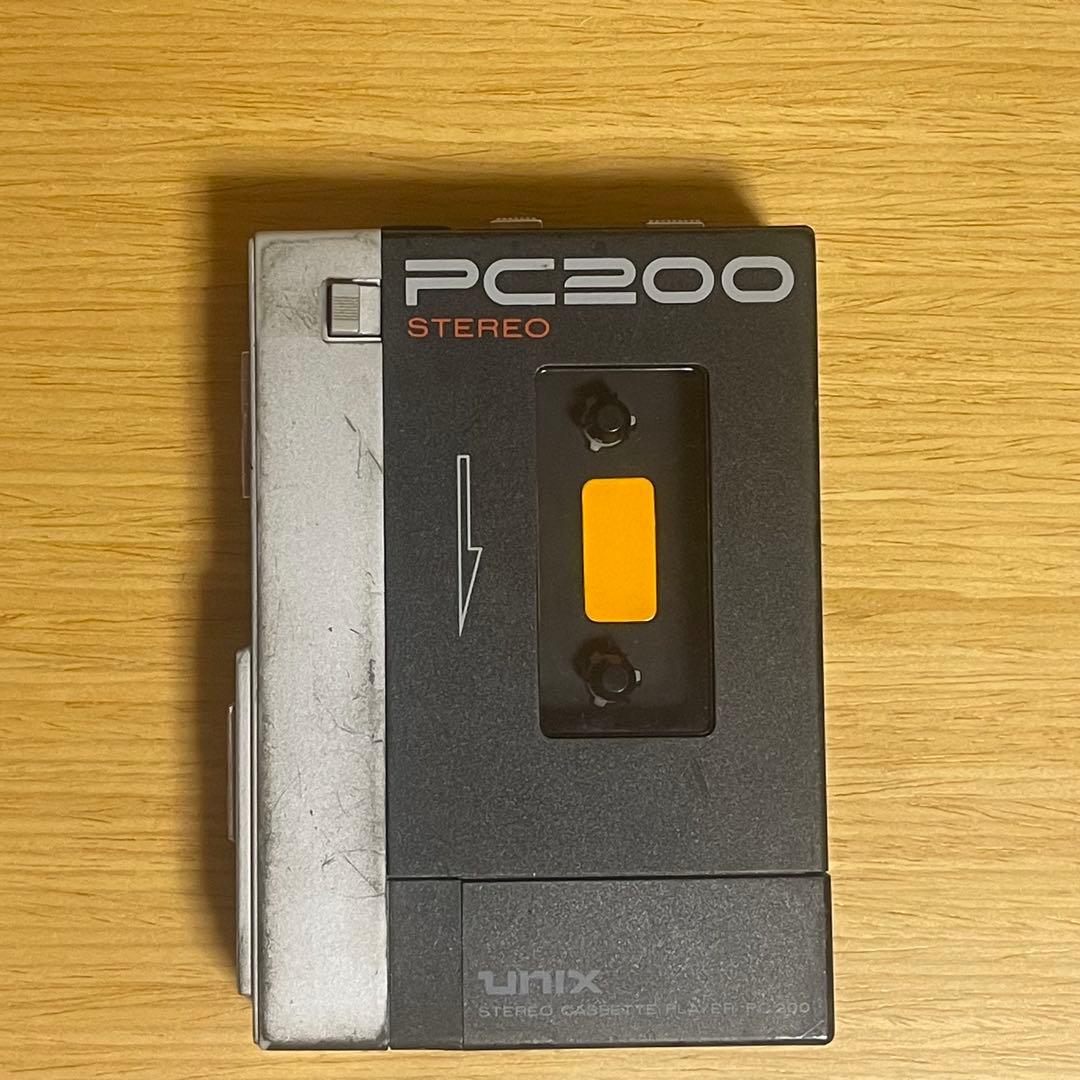 PC200
STEREO
unix
STEREO CASSETTE PLAYER PC 200